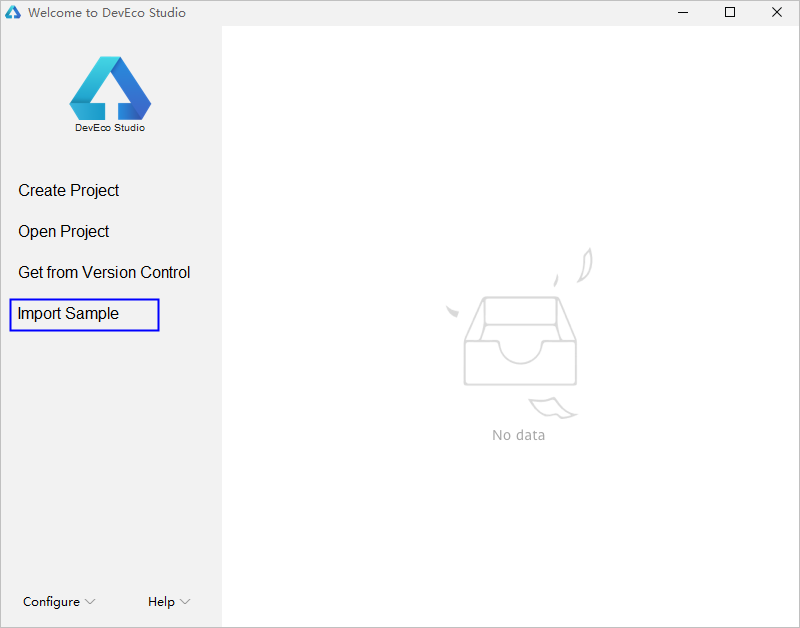 Welcome to DevEco Studio
DevEco Studio
Create Project
Open Project
Get from Version Control
Import Sample
No data
Configure
Help